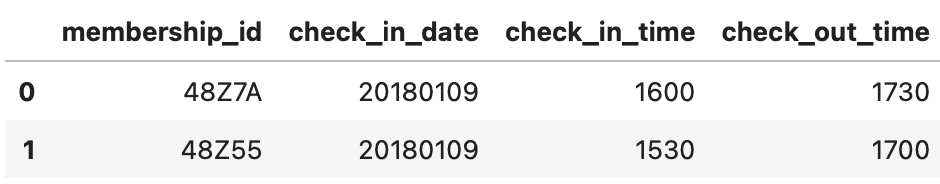 membership_id check_in_date check_in_time check_out_time
0 48Z7A 20180109 1600 1730
1 48Z55 20180109 1530 1700